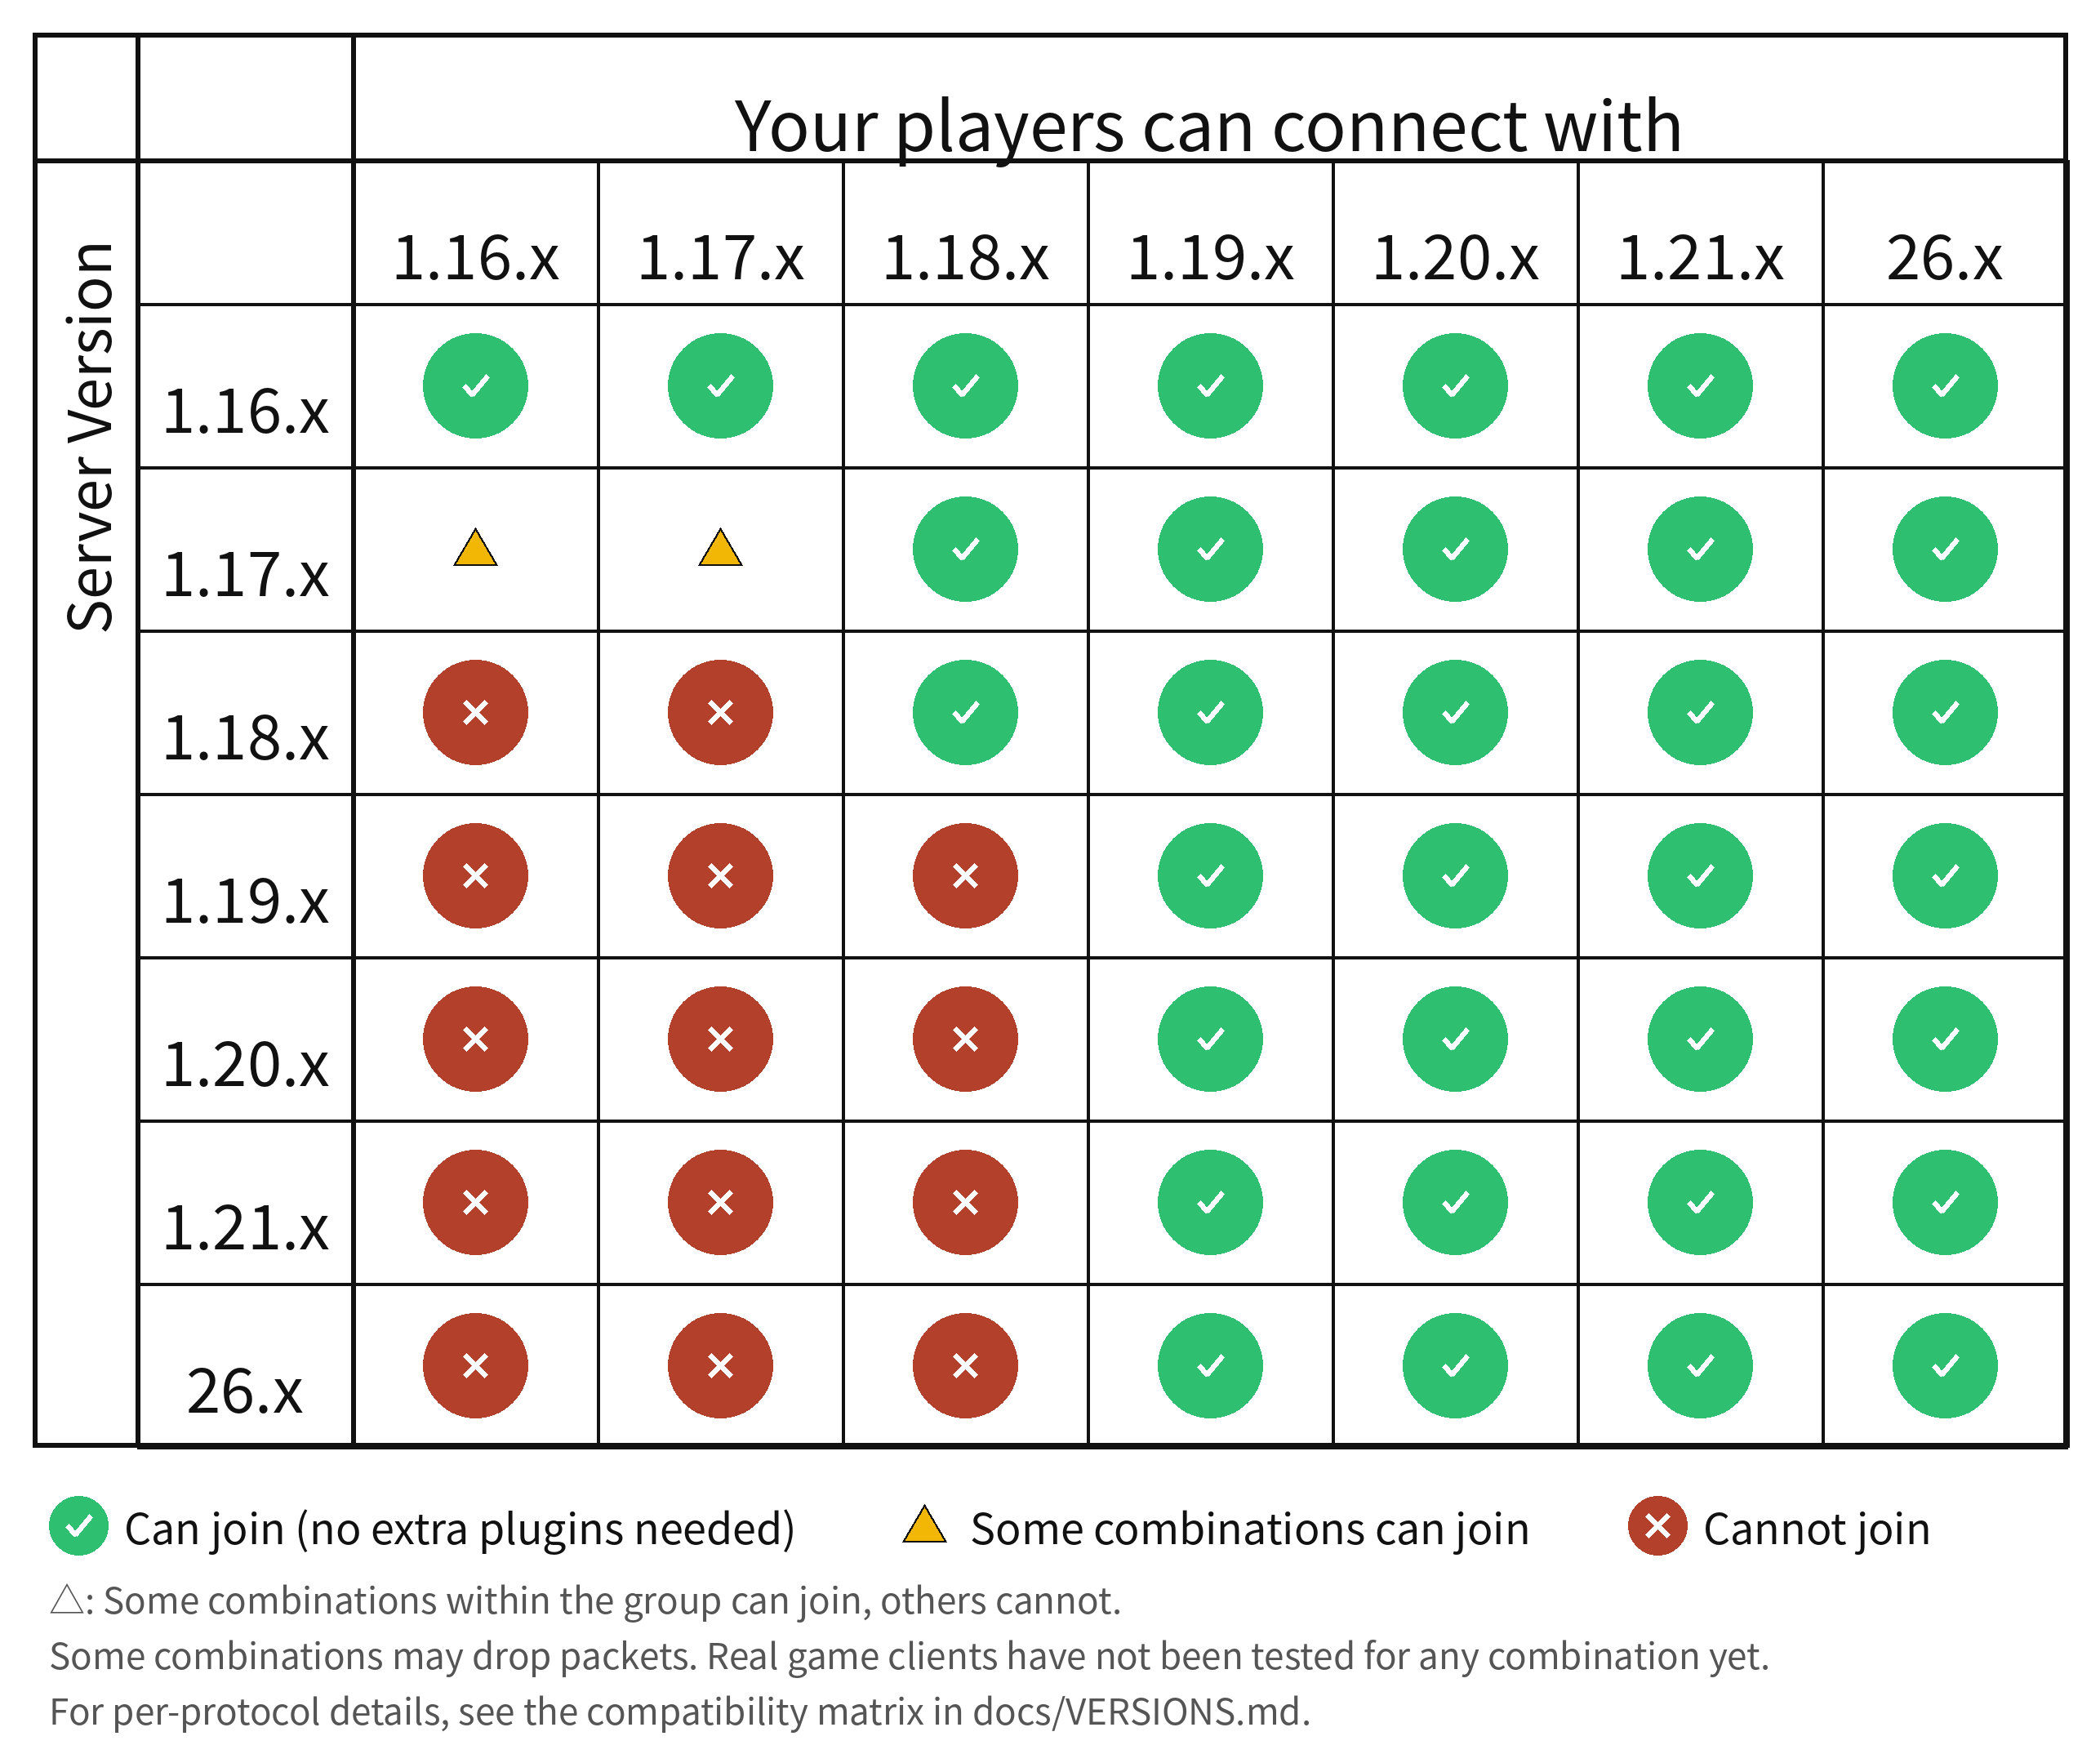 Your players can connect with
Server Version
1.16.x 1.17.x 1.18.x 1.19.x 1.20.x 1.21.x 26.x
1.16.x
1.17.x
1.18.x
1.19.x
1.20.x
1.21.x
26.x
Can join (no extra plugins needed) Some combinations can join Cannot join
△: Some combinations within the group can join, others cannot.
Some combinations may drop packets. Real game clients have not been tested for any combination yet.
For per-protocol details, see the compatibility matrix in docs/VERSIONS.md.